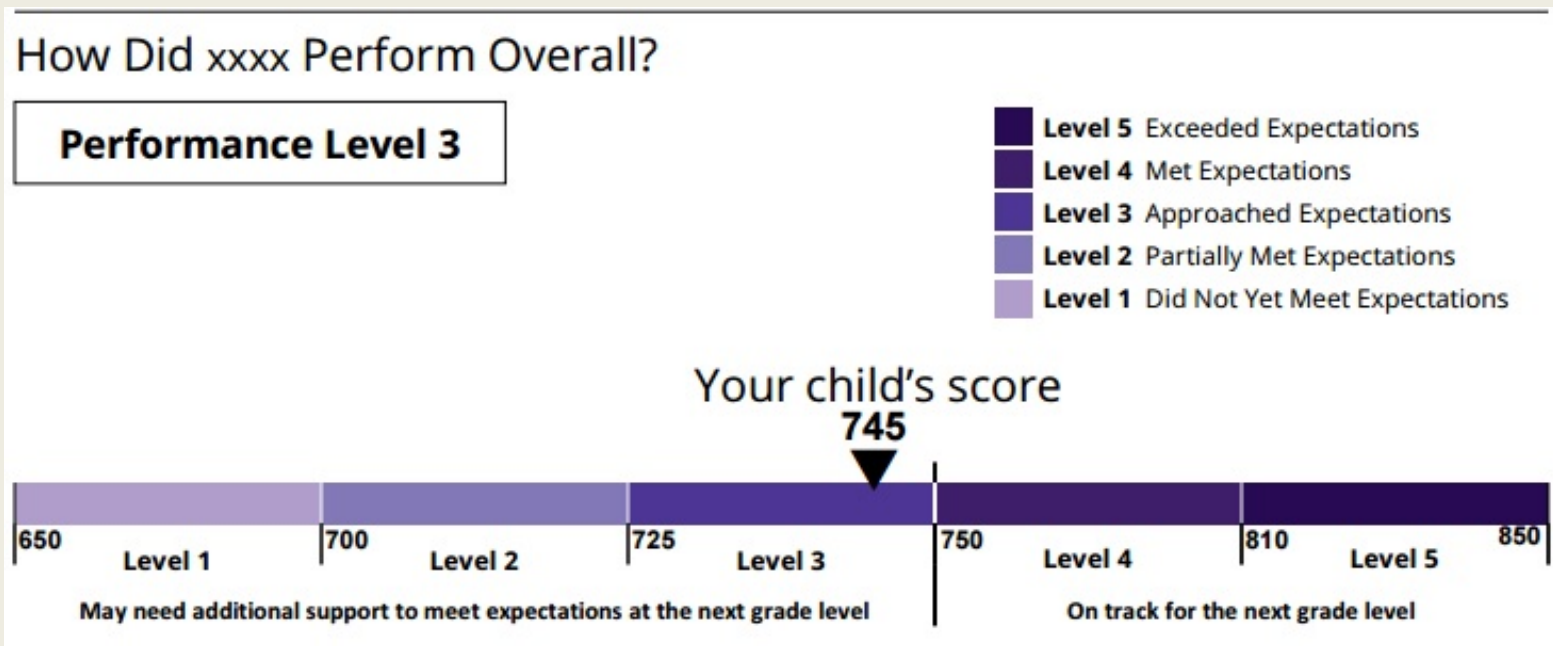 How Did xxxx Perform Overall?
Performance Level 3
Level 5 Exceeded Expectations
Level 4 Met Expectations
Level 3 Approached Expectations
Level 2 Partially Met Expectations
Level 1 Did Not Yet Meet Expectations
Your child's score
745
650 700 725 750 810 850
Level 1 Level 2 Level 3 Level 4 Level 5
May need additional support to meet expectations at the next grade level On track for the next grade level